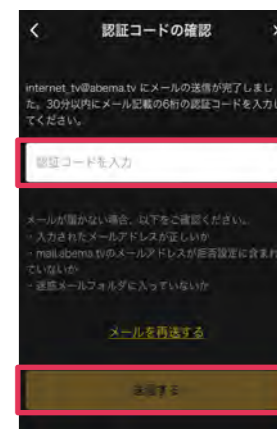 認証コードの確認
internet_tv@abema.tv にメールの送信が完了しまし
た。30分以内にメール記載の6桁の認証コードを入力し
てください。
認証コードを入力
メールが届かない場合、以下をご確認ください。
- 入力されたメールアドレスが正しいか
- mail.abema.tvのメールアドレスが拒否設定に含まれ
ていないか
- 迷惑メールフォルダに入っていないか
メールを再送する
送信する